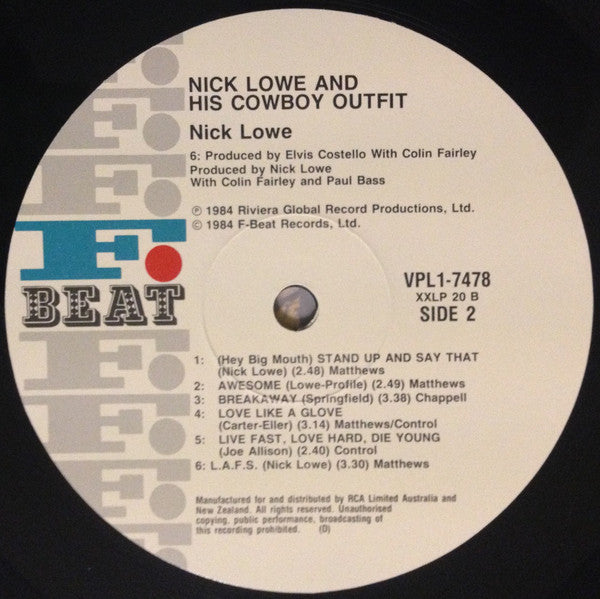 NICK LOWE AND
HIS COWBOY OUTFIT
Nick Lowe
6: Produced by Elvis Costello With Colin Fairley
Produced by Nick Lowe
With Colin Fairley and Paul Bass
℗ 1984 Riviera Global Record Productions, Ltd.
© 1984 F-Beat Records, Ltd.
F.
BEAT
VPL1-7478
XXLP 20 B
SIDE 2
1: (Hey Big Mouth) STAND UP AND SAY THAT
(Nick Lowe) (2.48) Matthews
2: AWESOME (Lowe-Profile) (2.49) Matthews
3: BREAKAWAY (Springfield) (3.38) Chappell
4: LOVE LIKE A GLOVE
(Carter-Eller) (3.14) Matthews/Control
5: LIVE FAST, LOVE HARD, DIE YOUNG
(Joe Allison) (2.40) Control
6: L.A.F.S. (Nick Lowe) (3.30) Matthews
Manufactured for and distributed by RCA Limited Australia and
New Zealand. All rights reserved. Unauthorised
copying, public performance, broadcasting of
this recording prohibited. (D)